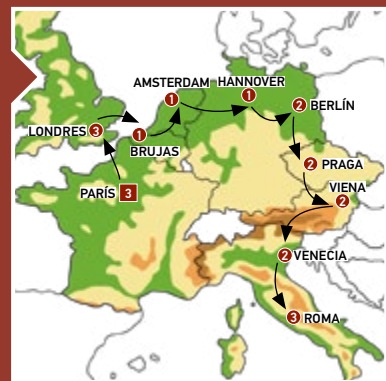 AMSTERDAM
1
HANNOVER
1
2 BERLÍN
LONDRES 3
1
BRUJAS
2 PRAGA
VIENA
2
PARÍS 3
2 VENECIA
3 ROMA